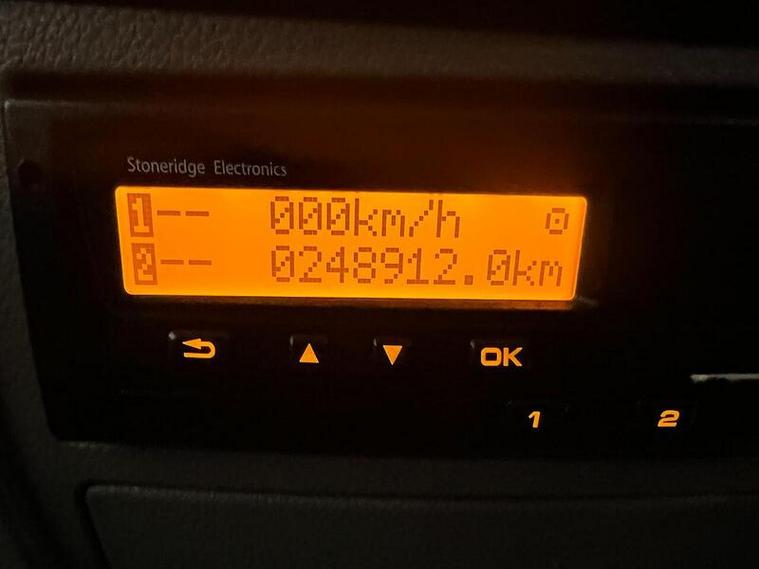 Stoneridge Electronics
1-- 000km/h
2-- 0248912.0km
OK
1 2